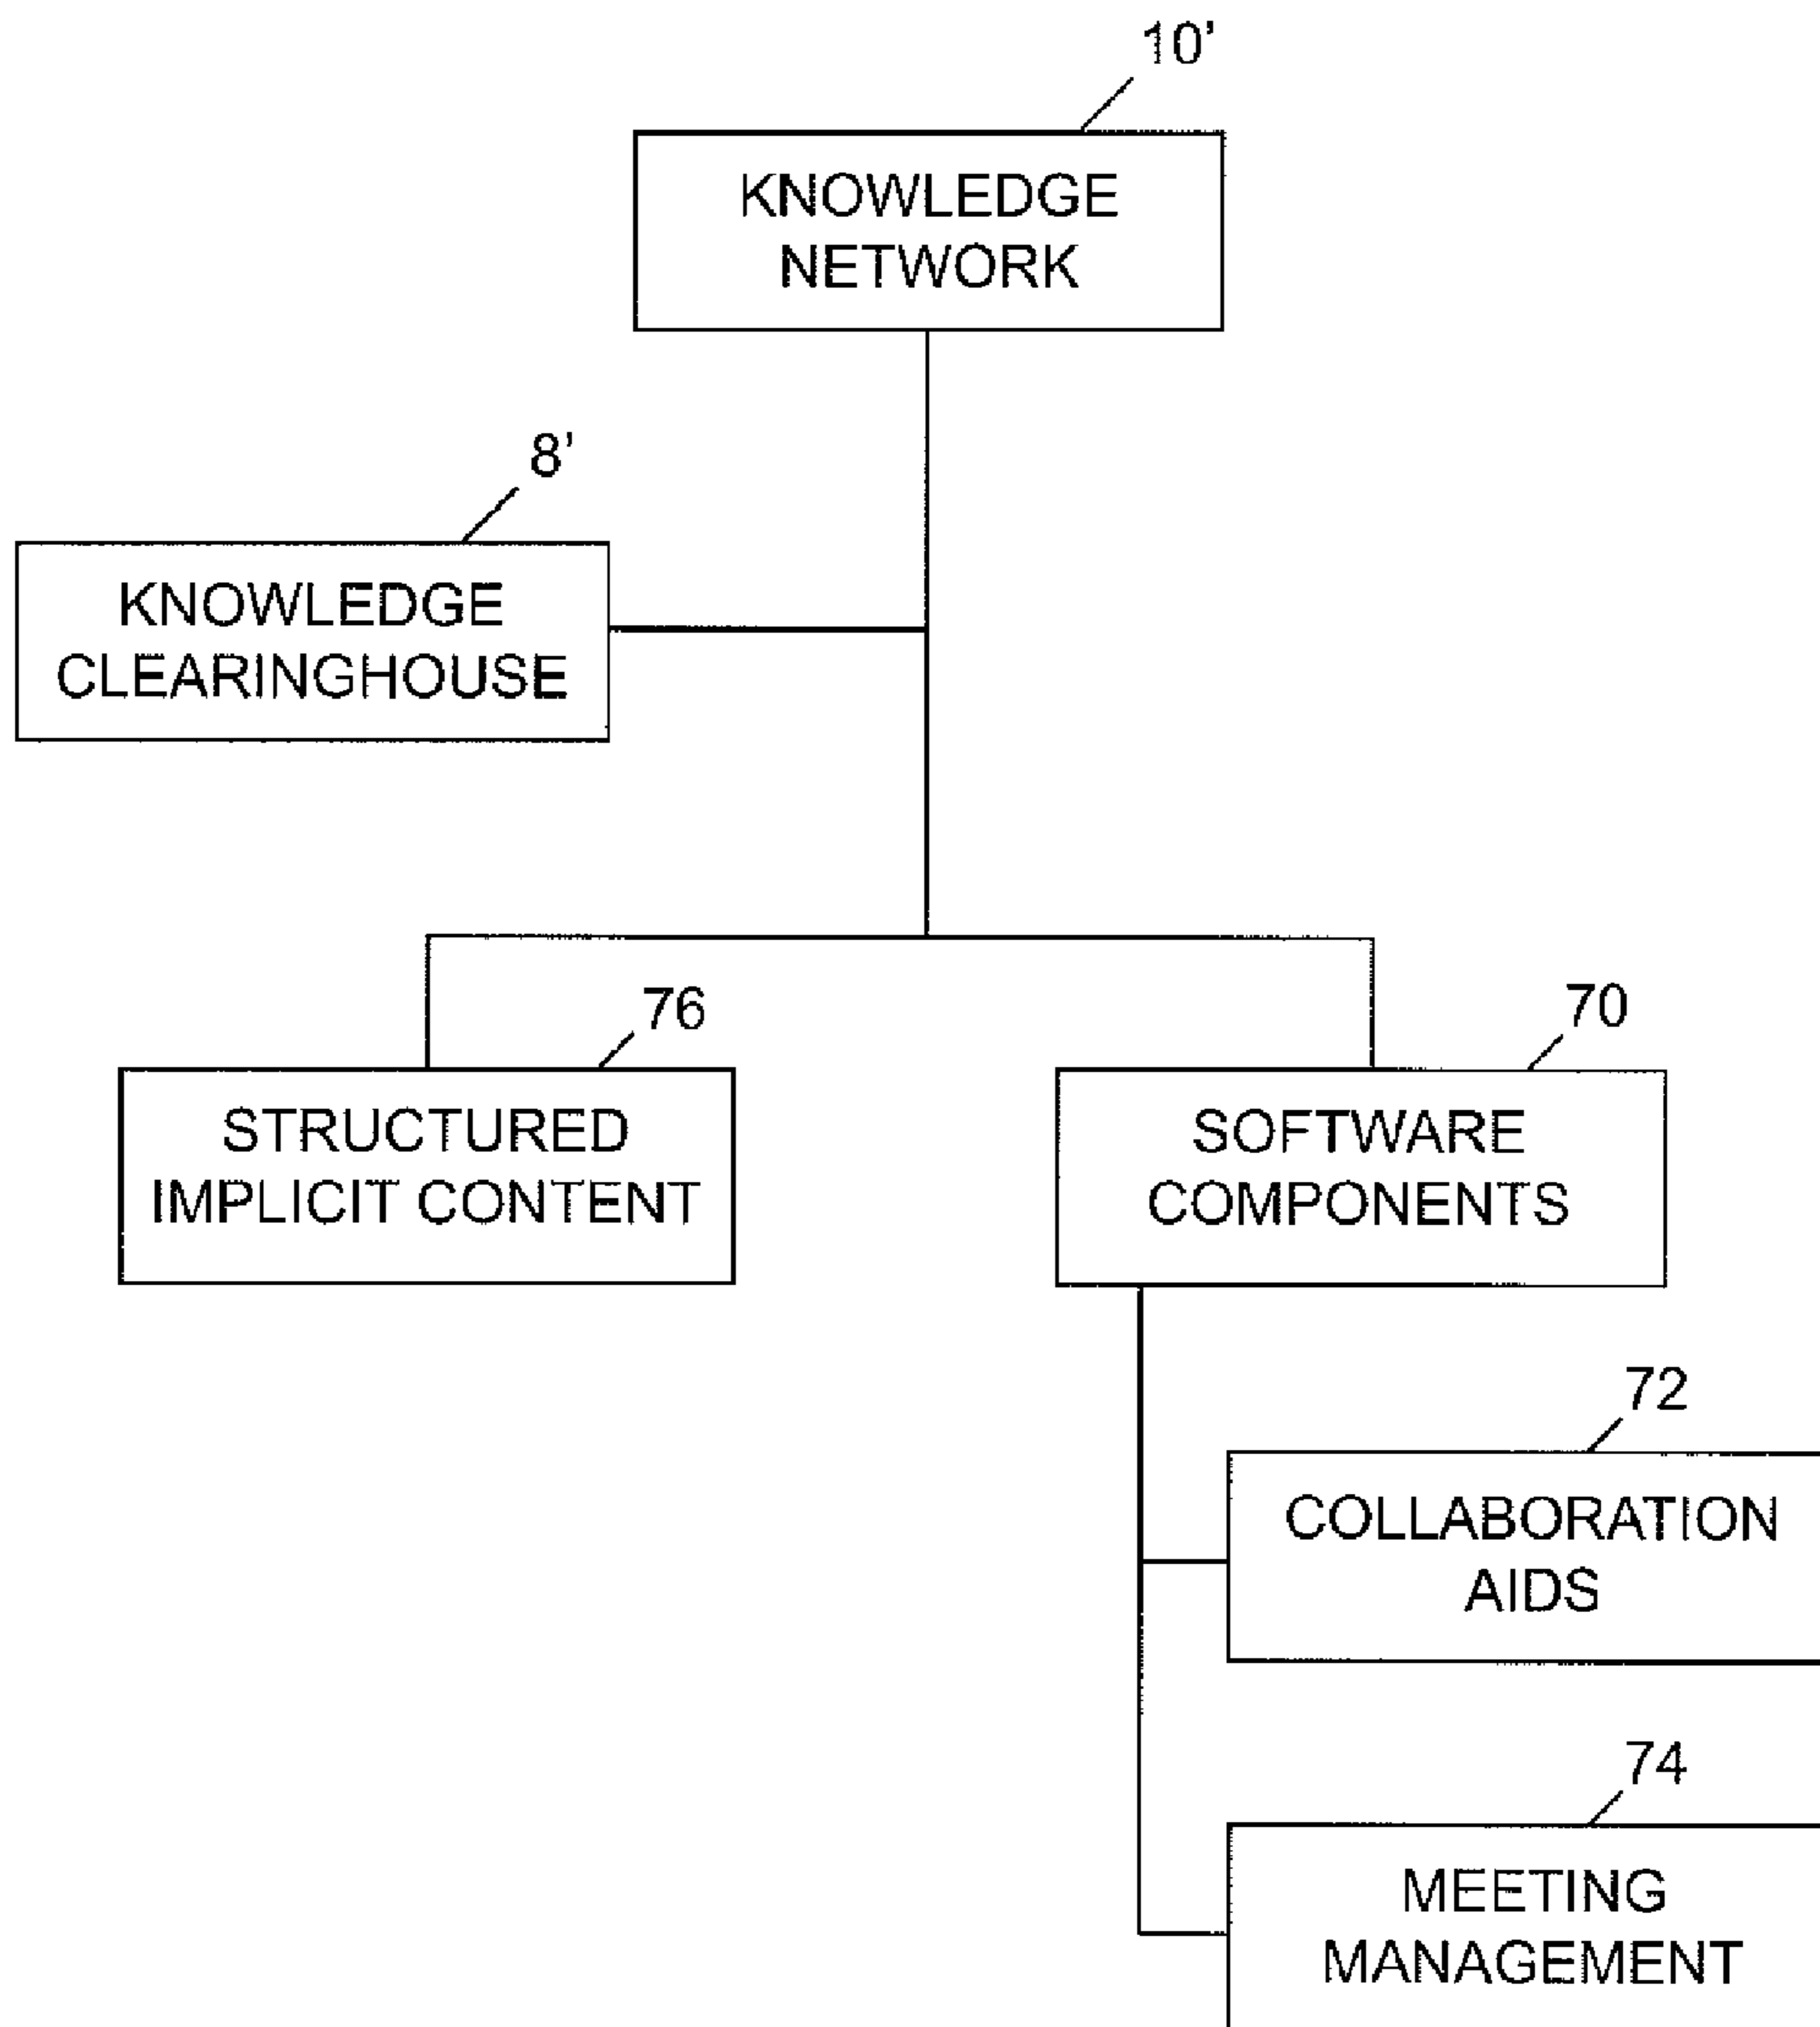 10'
KNOWLEDGE
NETWORK
8'
KNOWLEDGE
CLEARINGHOUSE
76
STRUCTURED
IMPLICIT CONTENT
70
SOFTWARE
COMPONENTS
72
COLLABORATION
AIDS
74
MEETING
MANAGEMENT